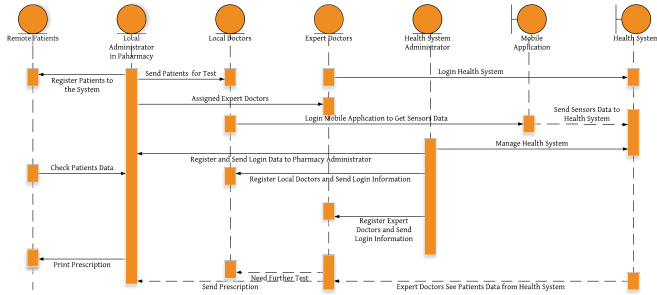 Remote Patients
Local
Administrator
in Paharmacy
Local Doctors
Expert Doctors
Health System
Administrator
Mobile
Application
Health System
Register Patients to
the System
Send Patients for Test
Login Health System
Assigned Expert Doctors
Login Mobile Application to Get Sensors Data
Send Sensors Data to
Health System
Manage Health System
Register and Send Login Data to Pharmacy Administrator
Check Patients Data
Register Local Doctors and Send Login Information
Register Expert
Doctors and Send
Login Information
Print Prescription
Need Further Test
Send Prescription
Expert Doctors See Patients Data from Health System